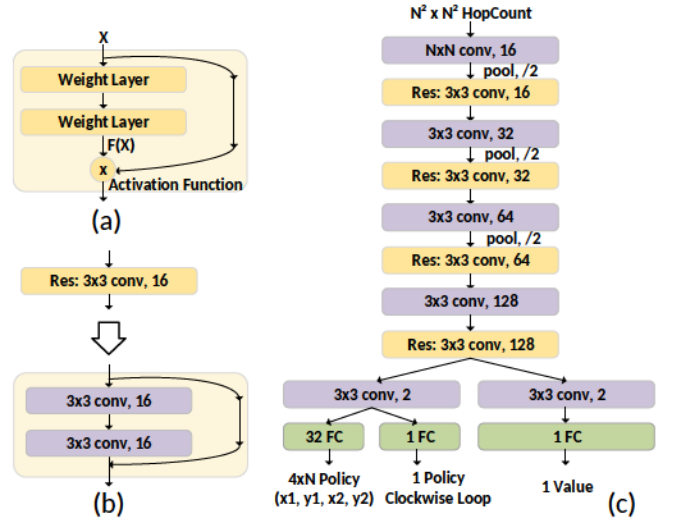 X
Weight Layer
Weight Layer
F(X)
x
Activation Function
(a)
Res: 3x3 conv, 16
3x3 conv, 16
3x3 conv, 16
(b)
N² x N² HopCount
NxN conv, 16
pool, /2
Res: 3x3 conv, 16
3x3 conv, 32
pool, /2
Res: 3x3 conv, 32
3x3 conv, 64
pool, /2
Res: 3x3 conv, 64
3x3 conv, 128
Res: 3x3 conv, 128
3x3 conv, 2
3x3 conv, 2
32 FC
1 FC
1 FC
4xN Policy
(x1, y1, x2, y2)
1 Policy
Clockwise Loop
1 Value
(c)